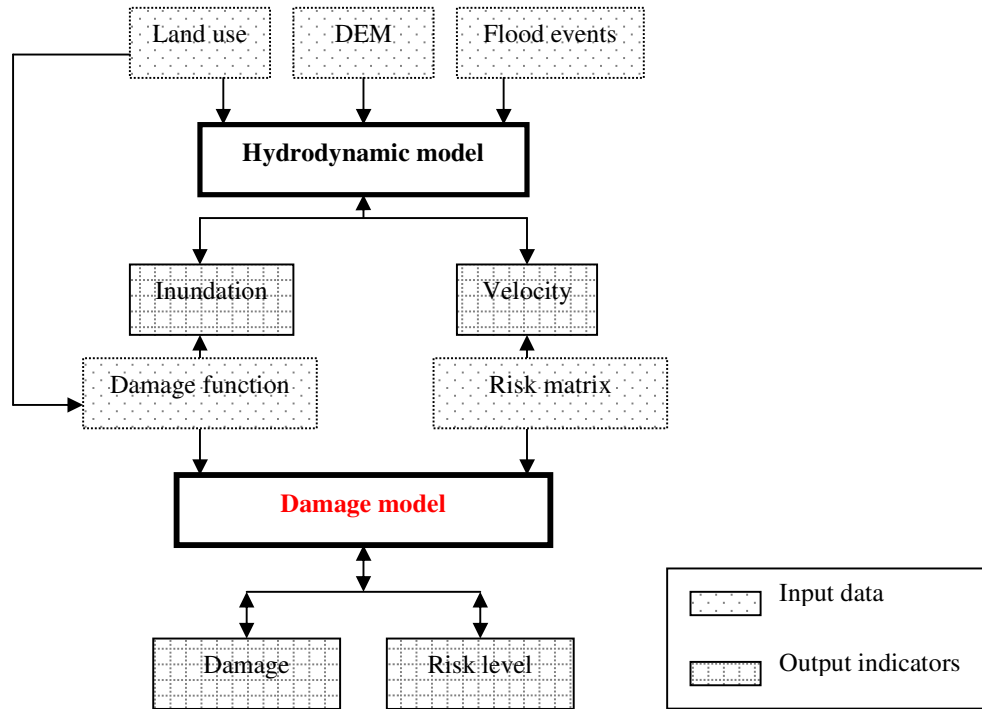 Land use
DEM
Flood events
Hydrodynamic model
Inundation
Velocity
Damage function
Risk matrix
Damage model
Damage
Risk level
Input data
Output indicators